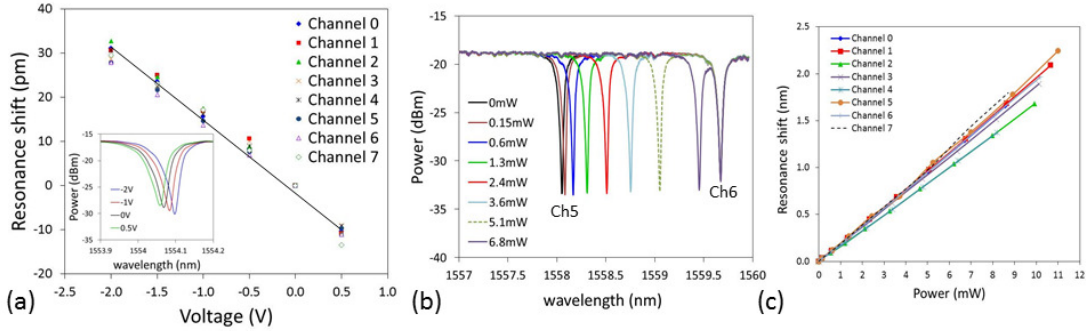 40
30
20
10
0
-10
-20
-2.5
-2.0
-1.5
-1.0
-0.5
0.0
0.5
1.0
Resonance shift (pm)
Voltage (V)
Channel 0
Channel 1
Channel 2
Channel 3
Channel 4
Channel 5
Channel 6
Channel 7
-15
-20
-25
-30
-35
Power (dBm)
-2V
-1V
0V
0.5V
1553.9
1554
1554.1
1554.2
wavelength (nm)
(a)
-13
-18
-23
-28
-33
-38
Power (dBm)
0mW
0.15mW
0.6mW
1.3mW
2.4mW
3.6mW
5.1mW
6.8mW
Ch5
Ch6
1557
1557.5
1558
1558.5
1559
1559.5
1560
wavelength (nm)
(b)
2.5
2.0
1.5
1.0
0.5
0.0
Resonance shift (nm)
Channel 0
Channel 1
Channel 2
Channel 3
Channel 4
Channel 5
Channel 6
Channel 7
0 1 2 3 4 5 6 7 8 9 10 11 12
Power (mW)
(c)